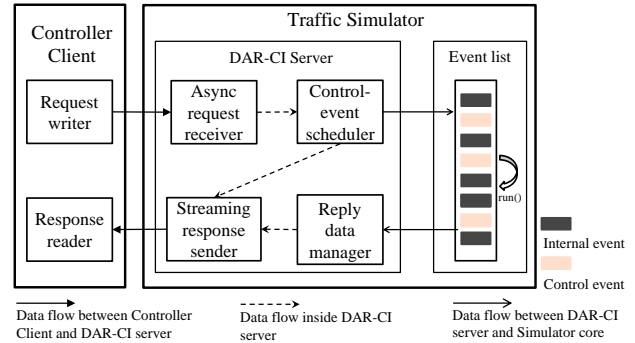 Controller
Client
Traffic Simulator
DAR-CI Server
Event list
Request
writer
Async
request
receiver
Control-
event
scheduler
run()
Response
reader
Streaming
response
sender
Reply
data
manager
Internal event
Control event
Data flow between Controller
Client and DAR-CI server
Data flow inside DAR-CI
server
Data flow between DAR-CI
server and Simulator core